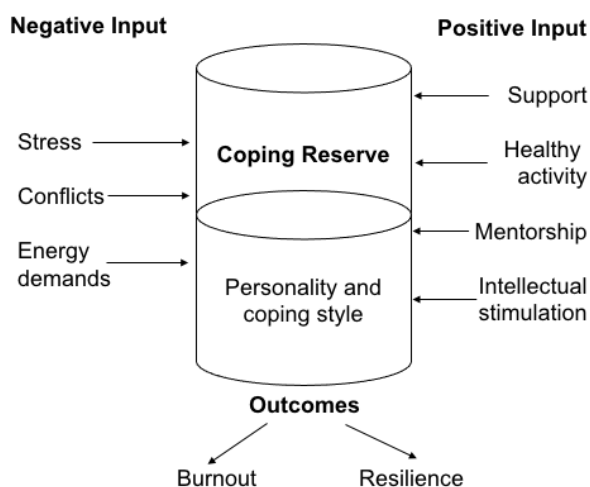 Negative Input
Positive Input
Support
Stress
Coping Reserve
Healthy
activity
Conflicts
Mentorship
Energy
demands
Personality and
coping style
Intellectual
stimulation
Outcomes
Burnout
Resilience